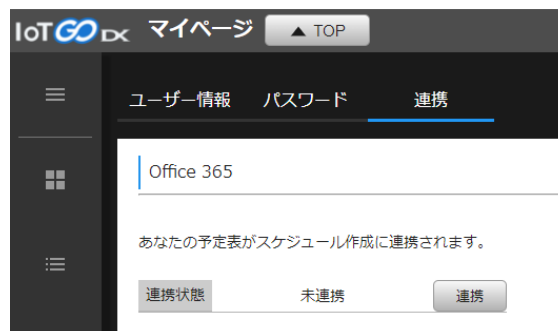 IoT GO DX マイページ ▲ TOP
ユーザー情報 パスワード 連携
Office 365
あなたの予定表がスケジュール作成に連携されます。
連携状態 未連携 連携